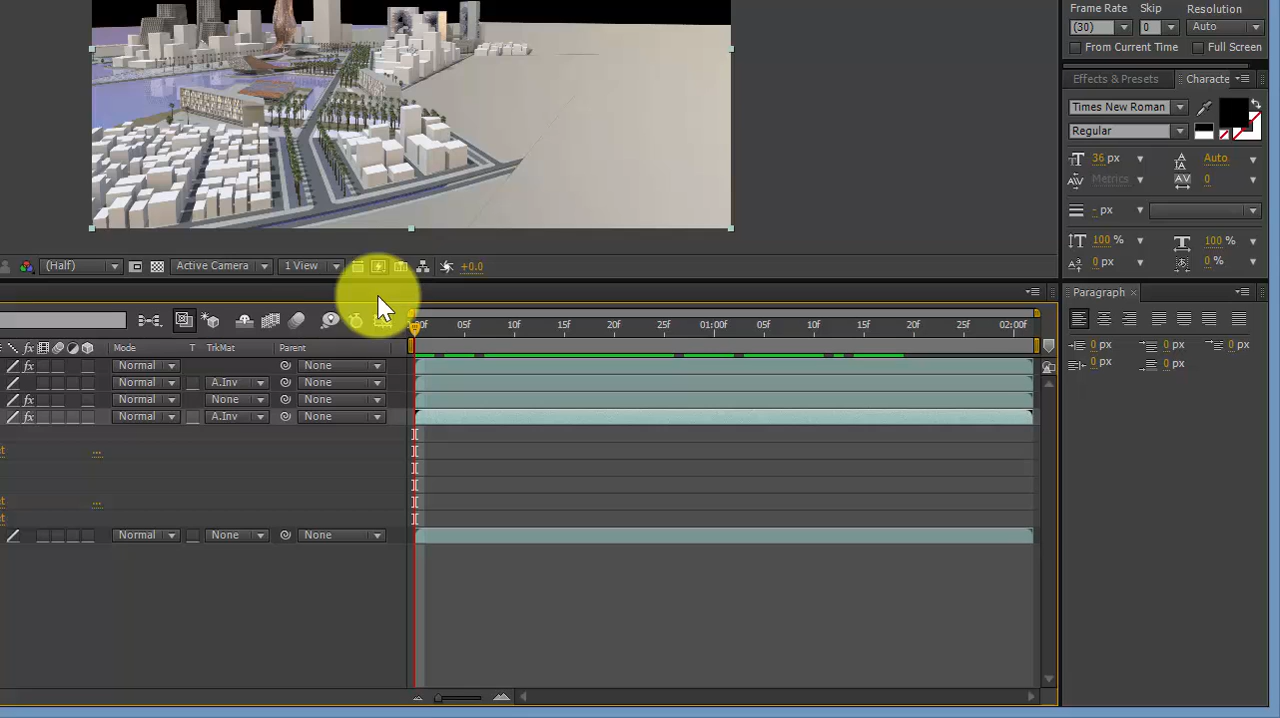 Frame Rate Skip Resolution
(30) 0 Auto
From Current Time Full Screen
Effects & Presets Characte
Times New Roman
Regular
36 px Auto
Metrics 0
- px
100 % 100 %
0 px 0 %
(Half) Active Camera 1 View +0.0
Paragraph
0 px 0 px 0 px
0 px 0 px
05f 10f 15f 20f 25f 01:00f 05f 10f 15f 20f 25f 02:00f
fx Mode T TrkMat Parent
fx Normal None
Normal A.Inv None
fx Normal None None
fx Normal A.Inv None
...
...
Normal None None